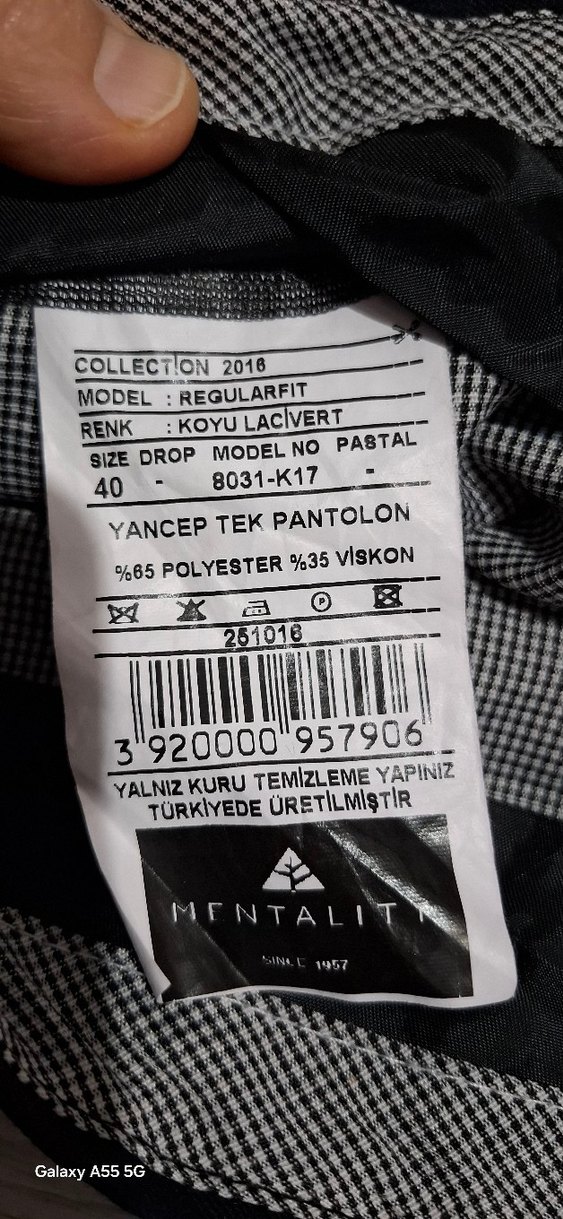 COLLECTION 2016
MODEL : REGULARFIT
RENK : KOYU LACİVERT
SIZE DROP MODEL NO PASTAL
40 - 8031-K17 -
YANCEP TEK PANTOLON
%65 POLYESTER %35 VİSKON
P
251016
3 920000 957906
YALNIZ KURU TEMİZLEME YAPINIZ
TÜRKİYEDE ÜRETİLMİŞTİR
MENTALITY
SINCE 1957
Galaxy A55 5G